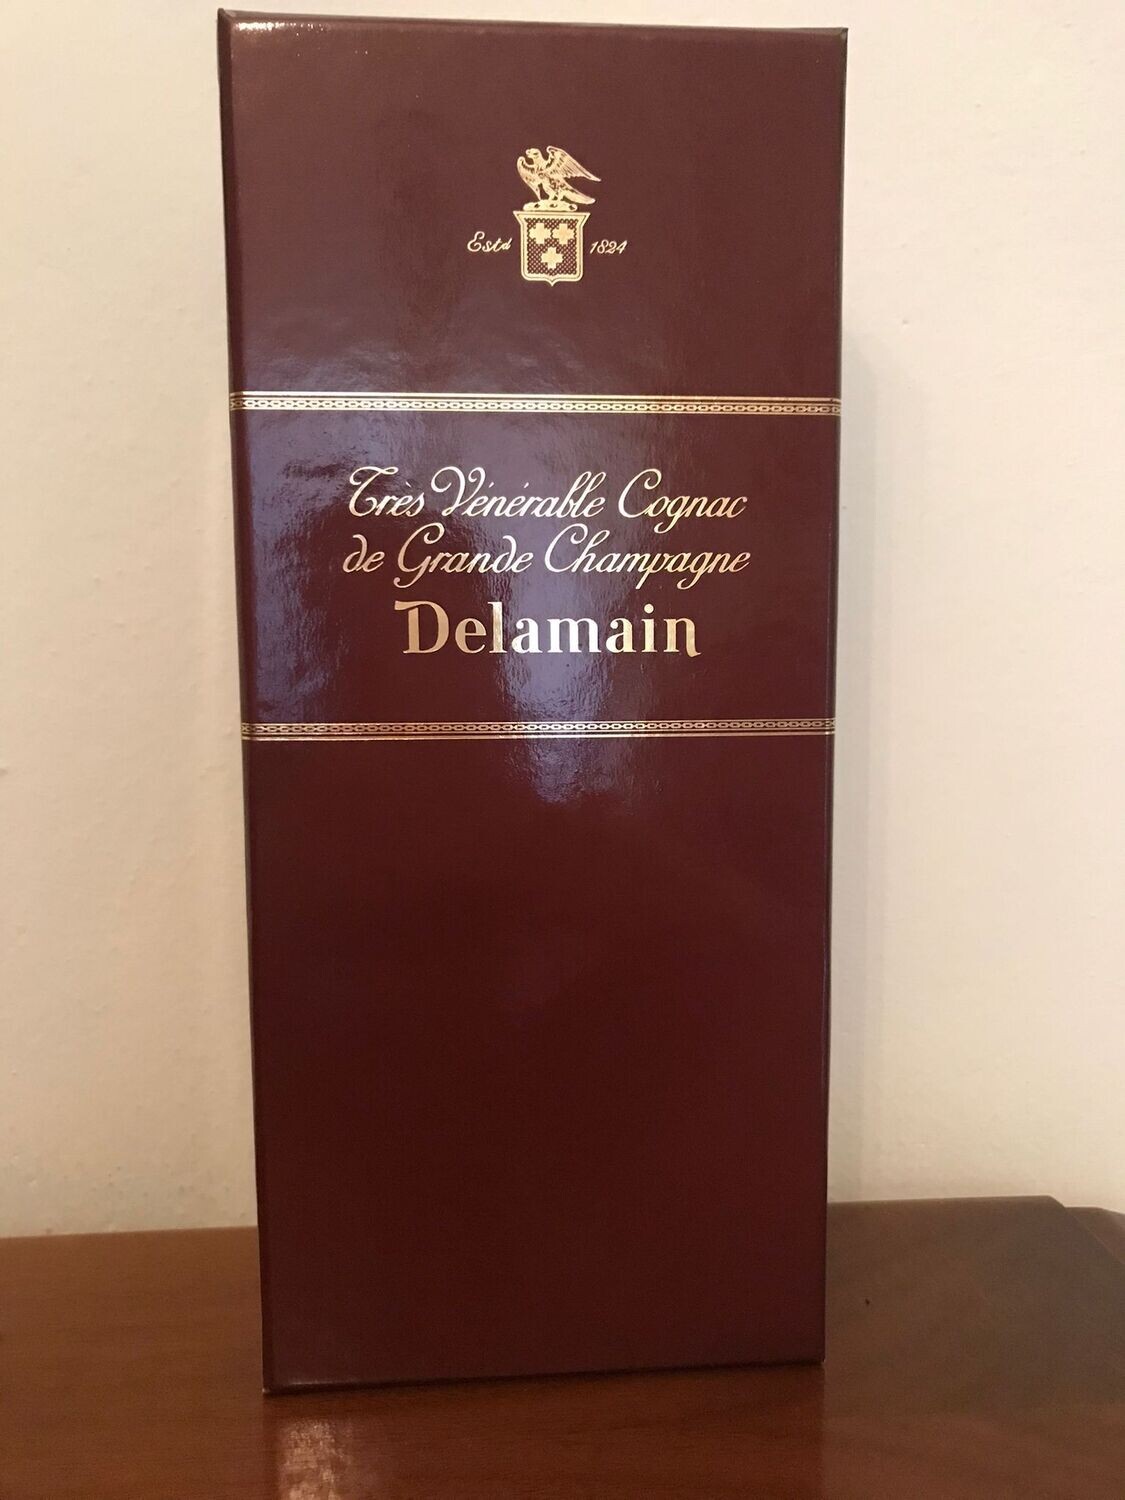 Estd 1824
Très Vénérable Cognac
de Grande Champagne
Delamain